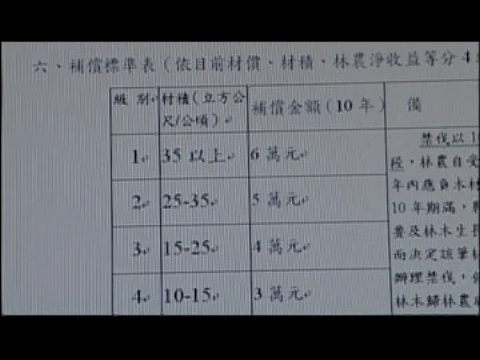 六、補償標準表(依目前材價、材積、林農淨收益等分 4
級 別 材積(立方公尺/公頃) 補償金額(10 年) 備
1 35 以上 6 萬元
2 25-35 5 萬元
3 15-25 4 萬元
4 10-15 3 萬元
禁伐以 1
林農自受
年內應負木材
10 年期滿,
要及林木生長
而決定該筆林
辦理禁伐,
林木歸林農